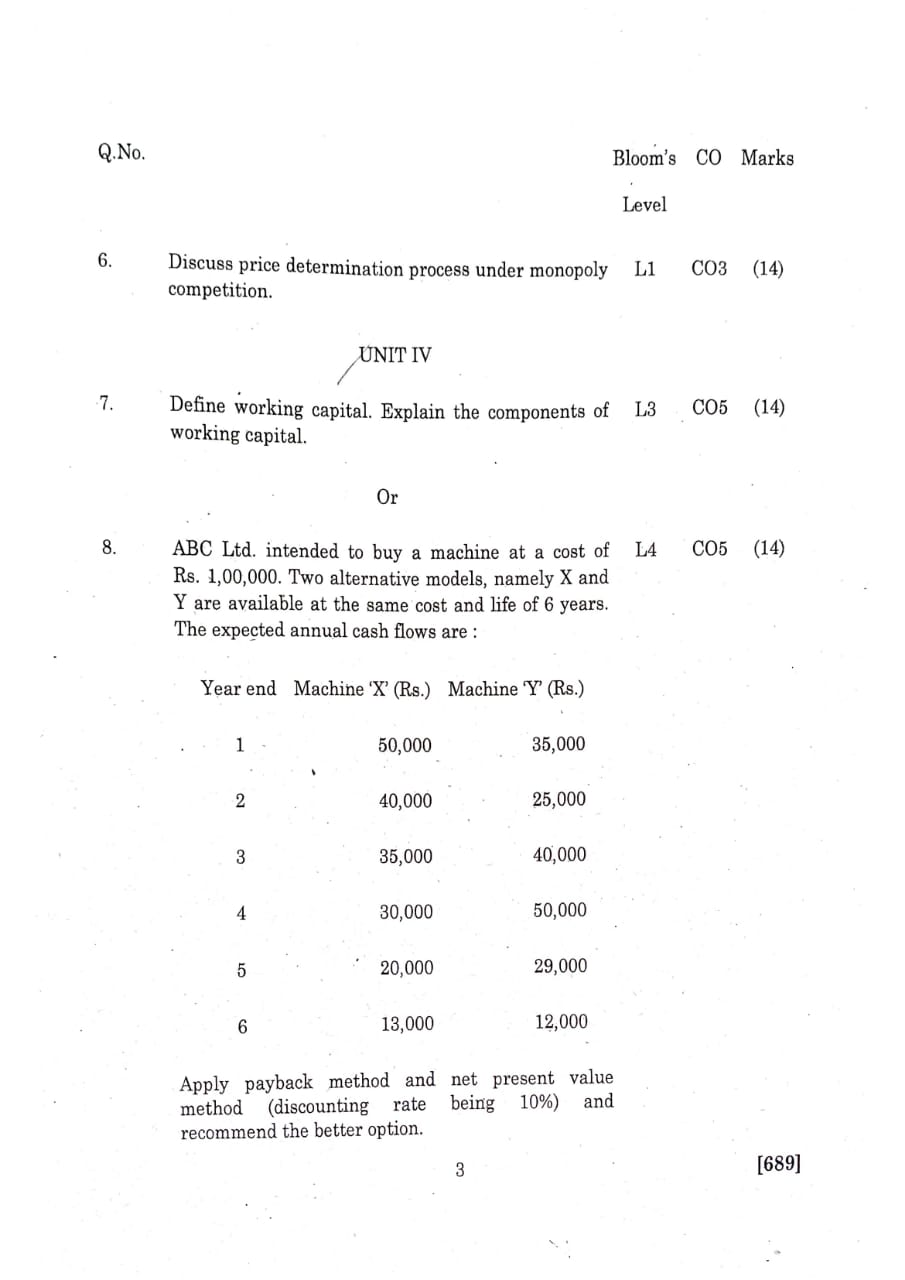 Q.No. Bloom's CO Marks
Level
6. Discuss price determination process under monopoly L1 CO3 (14)
competition.
UNIT IV
7. Define working capital. Explain the components of L3 CO5 (14)
working capital.
Or
8. ABC Ltd. intended to buy a machine at a cost of L4 CO5 (14)
Rs. 1,00,000. Two alternative models, namely X and
Y are available at the same cost and life of 6 years.
The expected annual cash flows are :
Year end Machine 'X' (Rs.) Machine 'Y' (Rs.)
1 50,000 35,000
2 40,000 25,000
3 35,000 40,000
4 30,000 50,000
5 20,000 29,000
6 13,000 12,000
Apply payback method and net present value
method (discounting rate being 10%) and
recommend the better option.
3 [689]